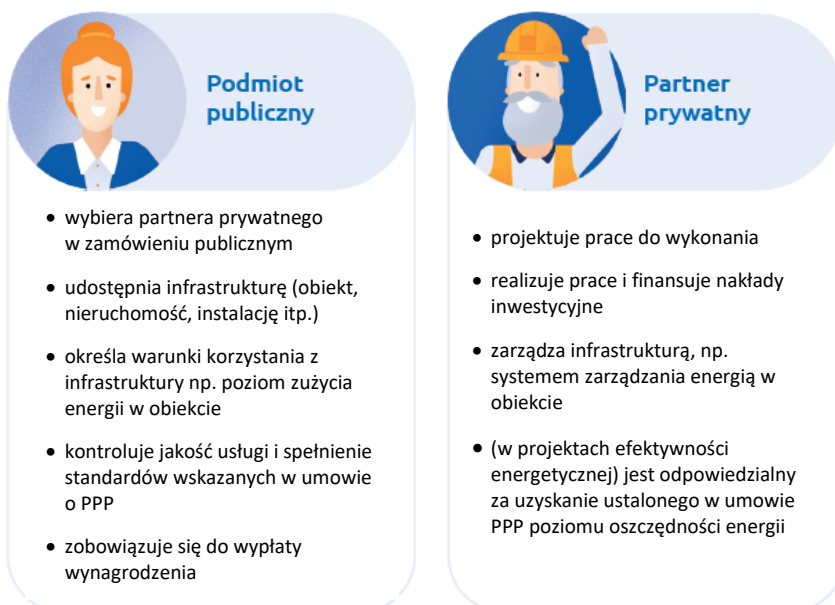 Podmiot
publiczny
• wybiera partnera prywatnego
w zamówieniu publicznym
• udostępnia infrastrukturę (obiekt,
nieruchomość, instalację itp.)
• określa warunki korzystania z
infrastruktury np. poziom zużycia
energii w obiekcie
• kontroluje jakość usługi i spełnienie
standardów wskazanych w umowie
o PPP
• zobowiązuje się do wypłaty
wynagrodzenia
Partner
prywatny
• projektuje prace do wykonania
• realizuje prace i finansuje nakłady
inwestycyjne
• zarządza infrastrukturą, np.
systemem zarządzania energią w
obiekcie
• (w projektach efektywności
energetycznej) jest odpowiedzialny
za uzyskanie ustalonego w umowie
PPP poziomu oszczędności energii